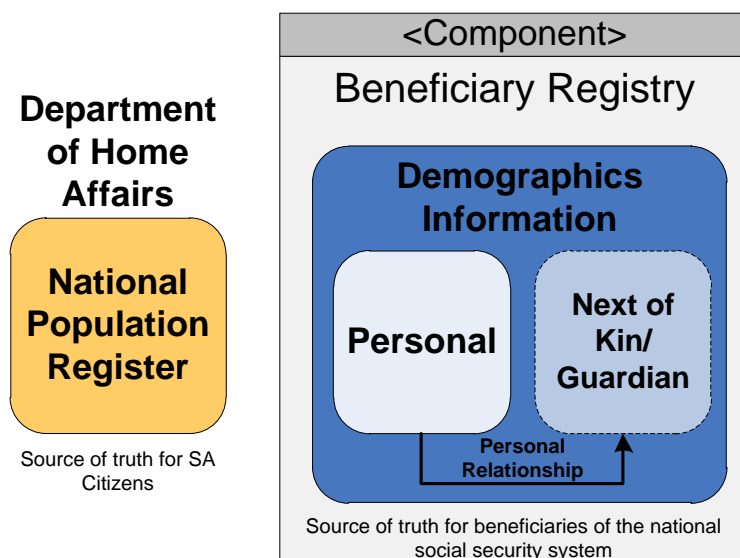 Department
of Home
Affairs
National
Population
Register
Source of truth for SA
Citizens
<Component>
Beneficiary Registry
Demographics
Information
Personal
Next of
Kin/
Guardian
Personal
Relationship
Source of truth for beneficiaries of the national
social security system